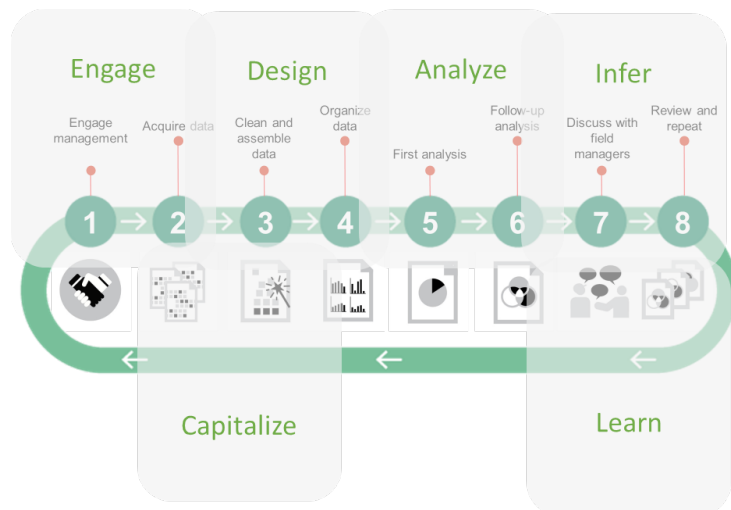 Engage
Design
Analyze
Infer
Engage
management
Acquire data
Clean and
assemble
data
Organize
data
First analysis
Follow-up
analysis
Discuss with
field
managers
Review and
repeat
1
2
3
4
5
6
7
8
Capitalize
Learn